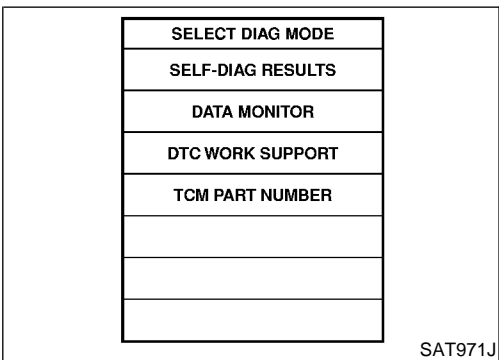 SELECT DIAG MODE
SELF-DIAG RESULTS
DATA MONITOR
DTC WORK SUPPORT
TCM PART NUMBER
SAT971J